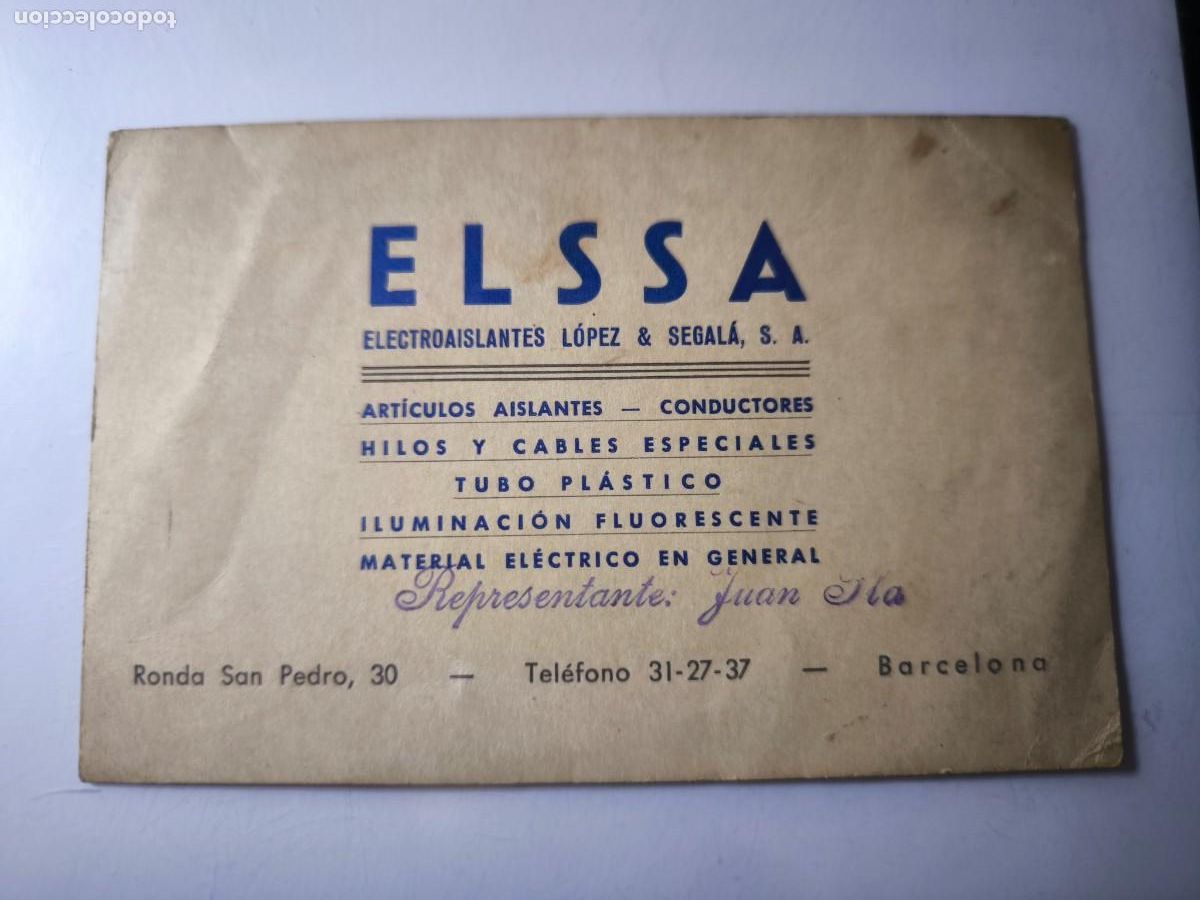 todocoleccion
ELSSA
ELECTROAISLANTES LÓPEZ & SEGALÁ, S. A.
ARTÍCULOS AISLANTES — CONDUCTORES
HILOS Y CABLES ESPECIALES
TUBO PLÁSTICO
ILUMINACIÓN FLUORESCENTE
MATERIAL ELÉCTRICO EN GENERAL
Representante: Juan
Ronda San Pedro, 30 — Teléfono 31-27-37 — Barcelona